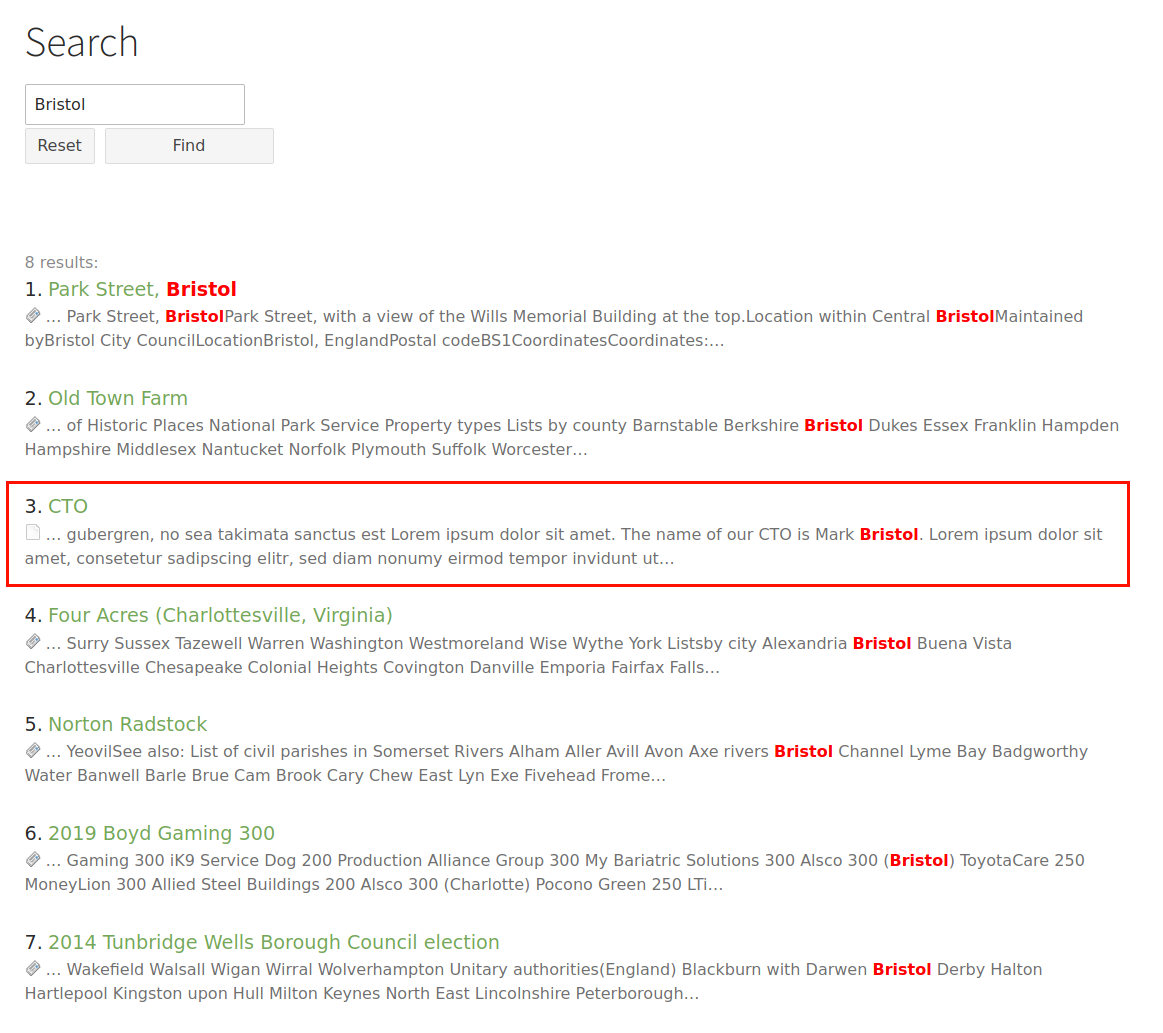 Search
Bristol
Reset Find
8 results:
1. Park Street, Bristol
... Park Street, BristolPark Street, with a view of the Wills Memorial Building at the top.Location within Central BristolMaintained
byBristol City CouncilLocationBristol, EnglandPostal codeBS1CoordinatesCoordinates:...
2. Old Town Farm
... of Historic Places National Park Service Property types Lists by county Barnstable Berkshire Bristol Dukes Essex Franklin Hampden
Hampshire Middlesex Nantucket Norfolk Plymouth Suffolk Worcester...
3. CTO
... gubergren, no sea takimata sanctus est Lorem ipsum dolor sit amet. The name of our CTO is Mark Bristol. Lorem ipsum dolor sit
amet, consetetur sadipscing elitr, sed diam nonumy eirmod tempor invidunt ut...
4. Four Acres (Charlottesville, Virginia)
... Surry Sussex Tazewell Warren Washington Westmoreland Wise Wythe York Listsby city Alexandria Bristol Buena Vista
Charlottesville Chesapeake Colonial Heights Covington Danville Emporia Fairfax Falls...
5. Norton Radstock
... YeovilSee also: List of civil parishes in Somerset Rivers Alham Aller Avill Avon Axe rivers Bristol Channel Lyme Bay Badgworthy
Water Banwell Barle Brue Cam Brook Cary Chew East Lyn Exe Fivehead Frome...
6. 2019 Boyd Gaming 300
... Gaming 300 iK9 Service Dog 200 Production Alliance Group 300 My Bariatric Solutions 300 Alsco 300 (Bristol) ToyotaCare 250
MoneyLion 300 Allied Steel Buildings 200 Alsco 300 (Charlotte) Pocono Green 250 LTi...
7. 2014 Tunbridge Wells Borough Council election
... Wakefield Walsall Wigan Wirral Wolverhampton Unitary authorities(England) Blackburn with Darwen Bristol Derby Halton
Hartlepool Kingston upon Hull Milton Keynes North East Lincolnshire Peterborough...